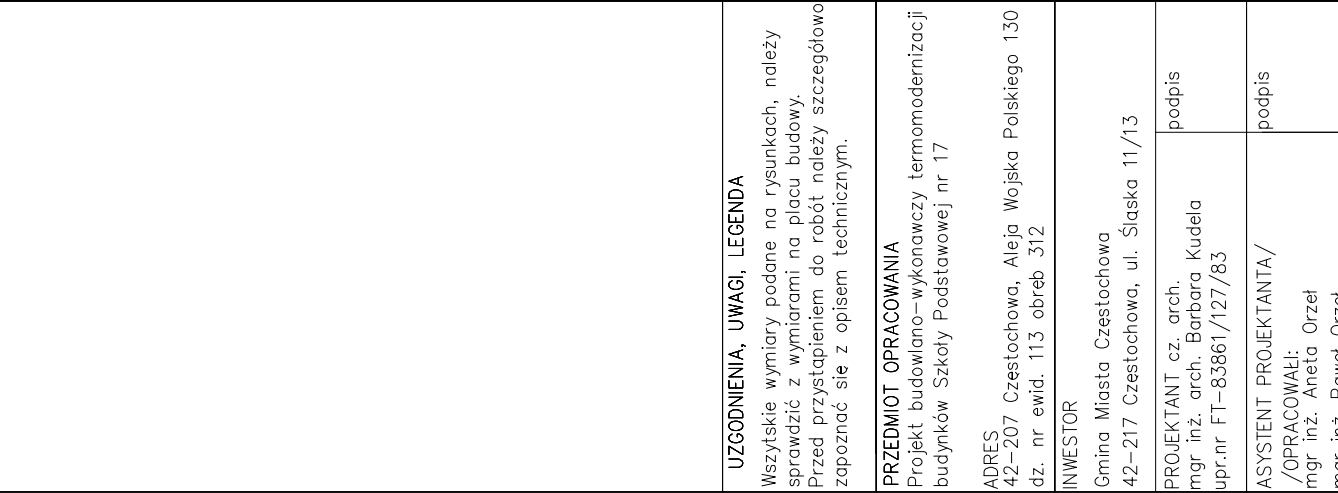 UZGODNIENIA, UWAGI, LEGENDA
Wszytskie wymiary podane na rysunkach, należy
sprawdzić z wymiarami na placu budowy.
Przed przystąpieniem do robót należy szczegółowo
zapoznać się z opisem technicznym.
PRZEDMIOT OPRACOWANIA
Projekt budowlano-wykonawczy termomodernizacji
budynków Szkoły Podstawowej nr 17
ADRES
42-207 Częstochowa, Aleja Wojska Polskiego 130
dz. nr ewid. 113 obręb 312
INWESTOR
Gmina Miasta Częstochowa
42-217 Częstochowa, ul. Śląska 11/13
PROJEKTANT cz. arch.
mgr inż. arch. Barbara Kudela
upr.nr FT-83861/127/83
podpis
ASYSTENT PROJEKTANTA/
/OPRACOWALI:
mgr inż. Aneta Orzeł
podpis